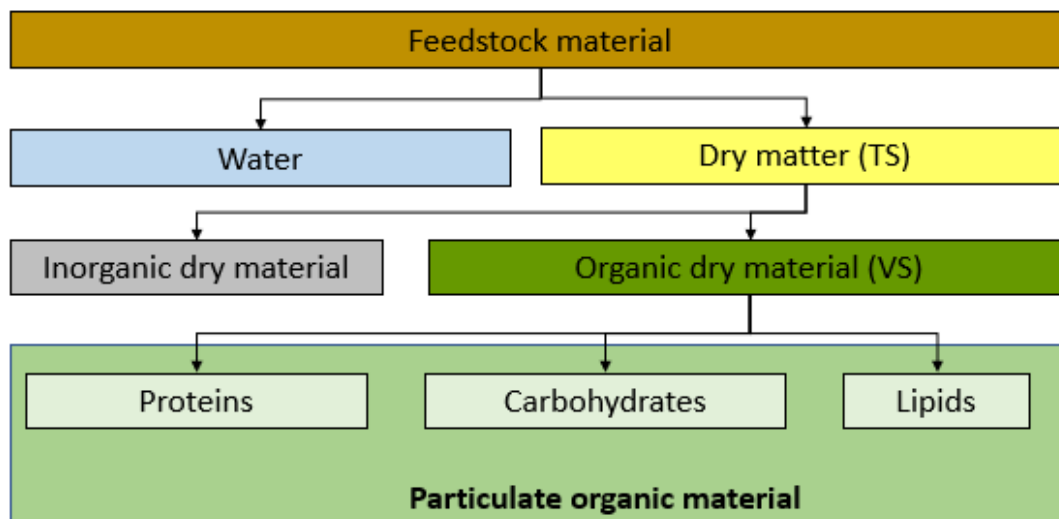 Feedstock material
Water
Dry matter (TS)
Inorganic dry material
Organic dry material (VS)
Proteins
Carbohydrates
Lipids
Particulate organic material